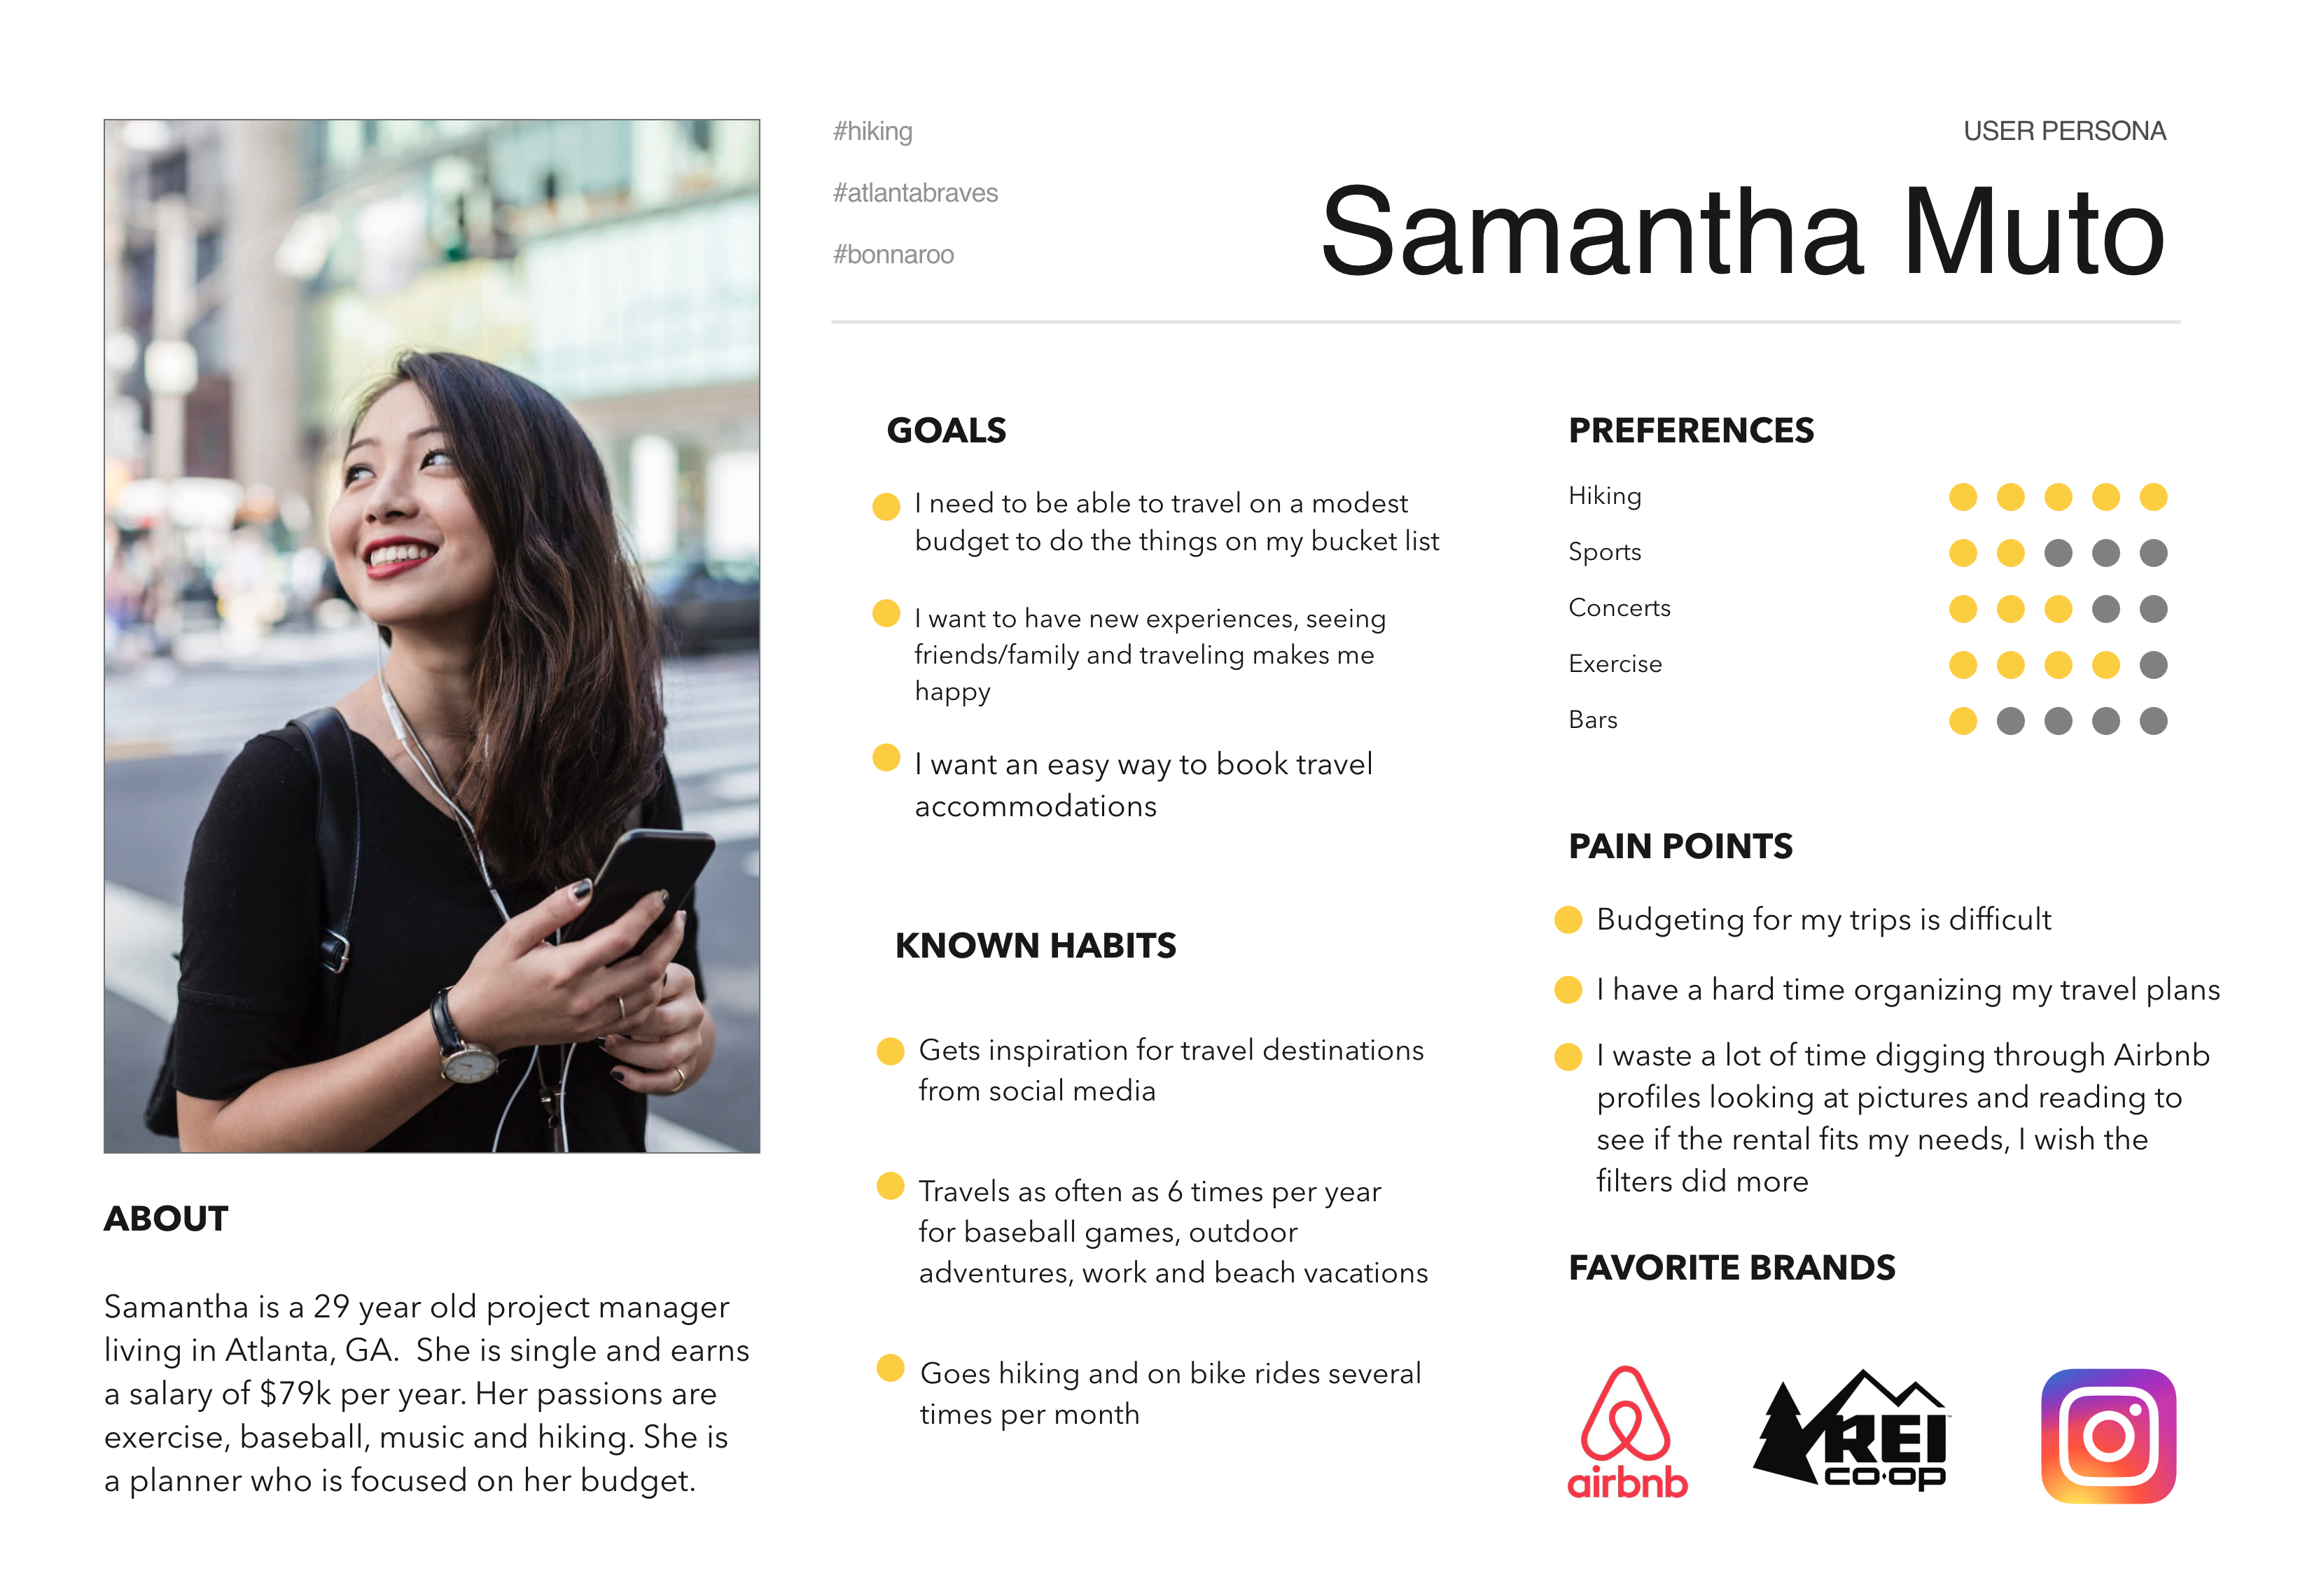 #hiking
#atlantabraves
#bonnaroo
USER PERSONA
Samantha Muto
GOALS
I need to be able to travel on a modest
budget to do the things on my bucket list
I want to have new experiences, seeing
friends/family and traveling makes me
happy
I want an easy way to book travel
accommodations
KNOWN HABITS
Gets inspiration for travel destinations
from social media
Travels as often as 6 times per year
for baseball games, outdoor
adventures, work and beach vacations
Goes hiking and on bike rides several
times per month
PREFERENCES
Hiking
Sports
Concerts
Exercise
Bars
PAIN POINTS
Budgeting for my trips is difficult
I have a hard time organizing my travel plans
I waste a lot of time digging through Airbnb
profiles looking at pictures and reading to
see if the rental fits my needs, I wish the
filters did more
FAVORITE BRANDS
airbnb
REI
CO·OP
ABOUT
Samantha is a 29 year old project manager
living in Atlanta, GA.  She is single and earns
a salary of $79k per year. Her passions are
exercise, baseball, music and hiking. She is
a planner who is focused on her budget.